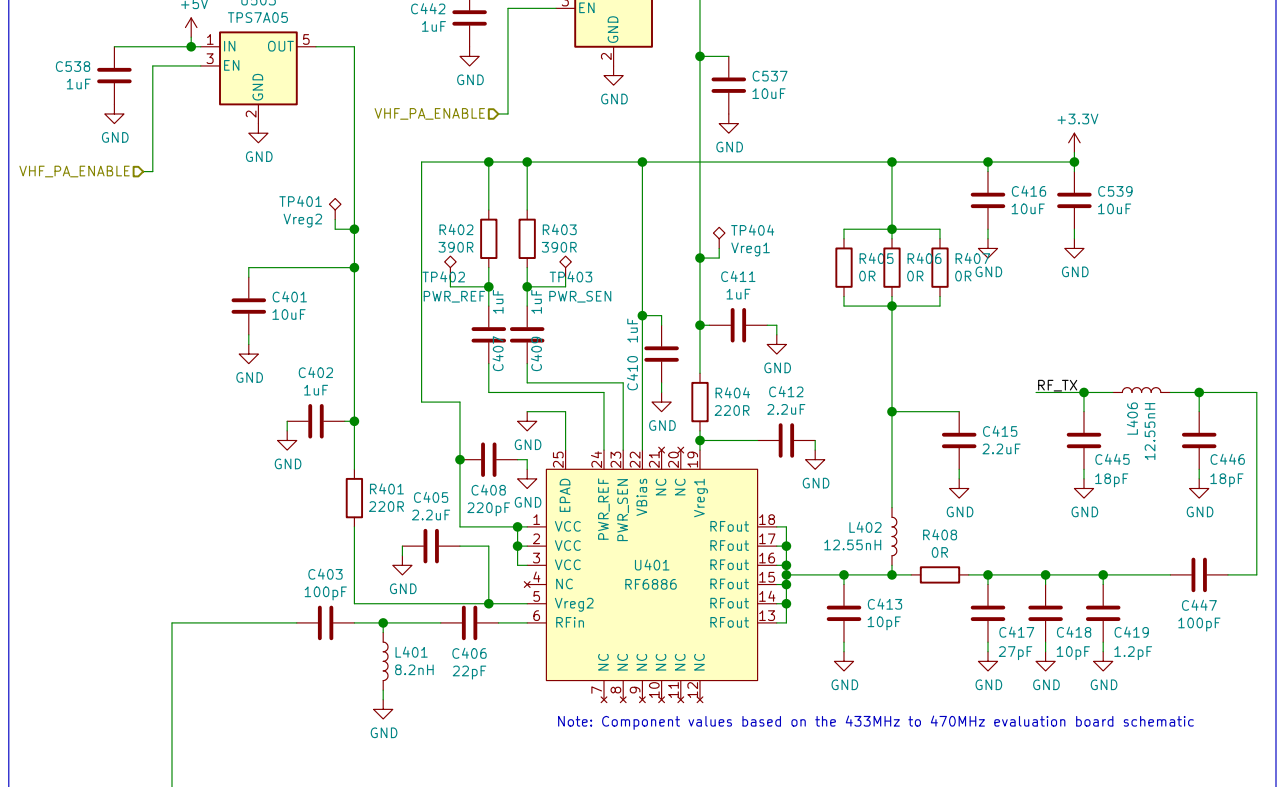 +5V
TPS7A05
1
IN
OUT
5
3
EN
GND
2
GND
C538
1uF
GND
VHF_PA_ENABLE
C442
1uF
GND
3
EN
GND
2
GND
VHF_PA_ENABLE
C537
10uF
GND
+3.3V
C416
10uF
GND
C539
10uF
GND
TP401
Vreg2
R402
390R
R403
390R
TP402
PWR_REF
TP403
PWR_SEN
1uF
C407
1uF
C409
TP404
Vreg1
C411
1uF
GND
R405
0R
R406
0R
R407
0R
C401
10uF
GND
C410
1uF
GND
C402
1uF
GND
R404
220R
C412
2.2uF
GND
C415
2.2uF
GND
RF_TX
L406
12.55nH
C445
18pF
GND
C446
18pF
GND
GND
C408
220pF
GND
R401
220R
C405
2.2uF
GND
25
24
23
22
21
20
19
EPAD
PWR_REF
PWR_SEN
VBias
NC
NC
Vreg1
1
VCC
2
VCC
3
VCC
4
NC
5
Vreg2
6
RFin
U401
RF6886
RFout
18
RFout
17
RFout
16
RFout
15
RFout
14
RFout
13
NC
NC
NC
NC
NC
NC
7
8
9
10
11
12
L402
12.55nH
R408
0R
C403
100pF
L401
8.2nH
GND
C406
22pF
C413
10pF
GND
C417
27pF
GND
C418
10pF
GND
C419
1.2pF
GND
C447
100pF
Note: Component values based on the 433MHz to 470MHz evaluation board schematic